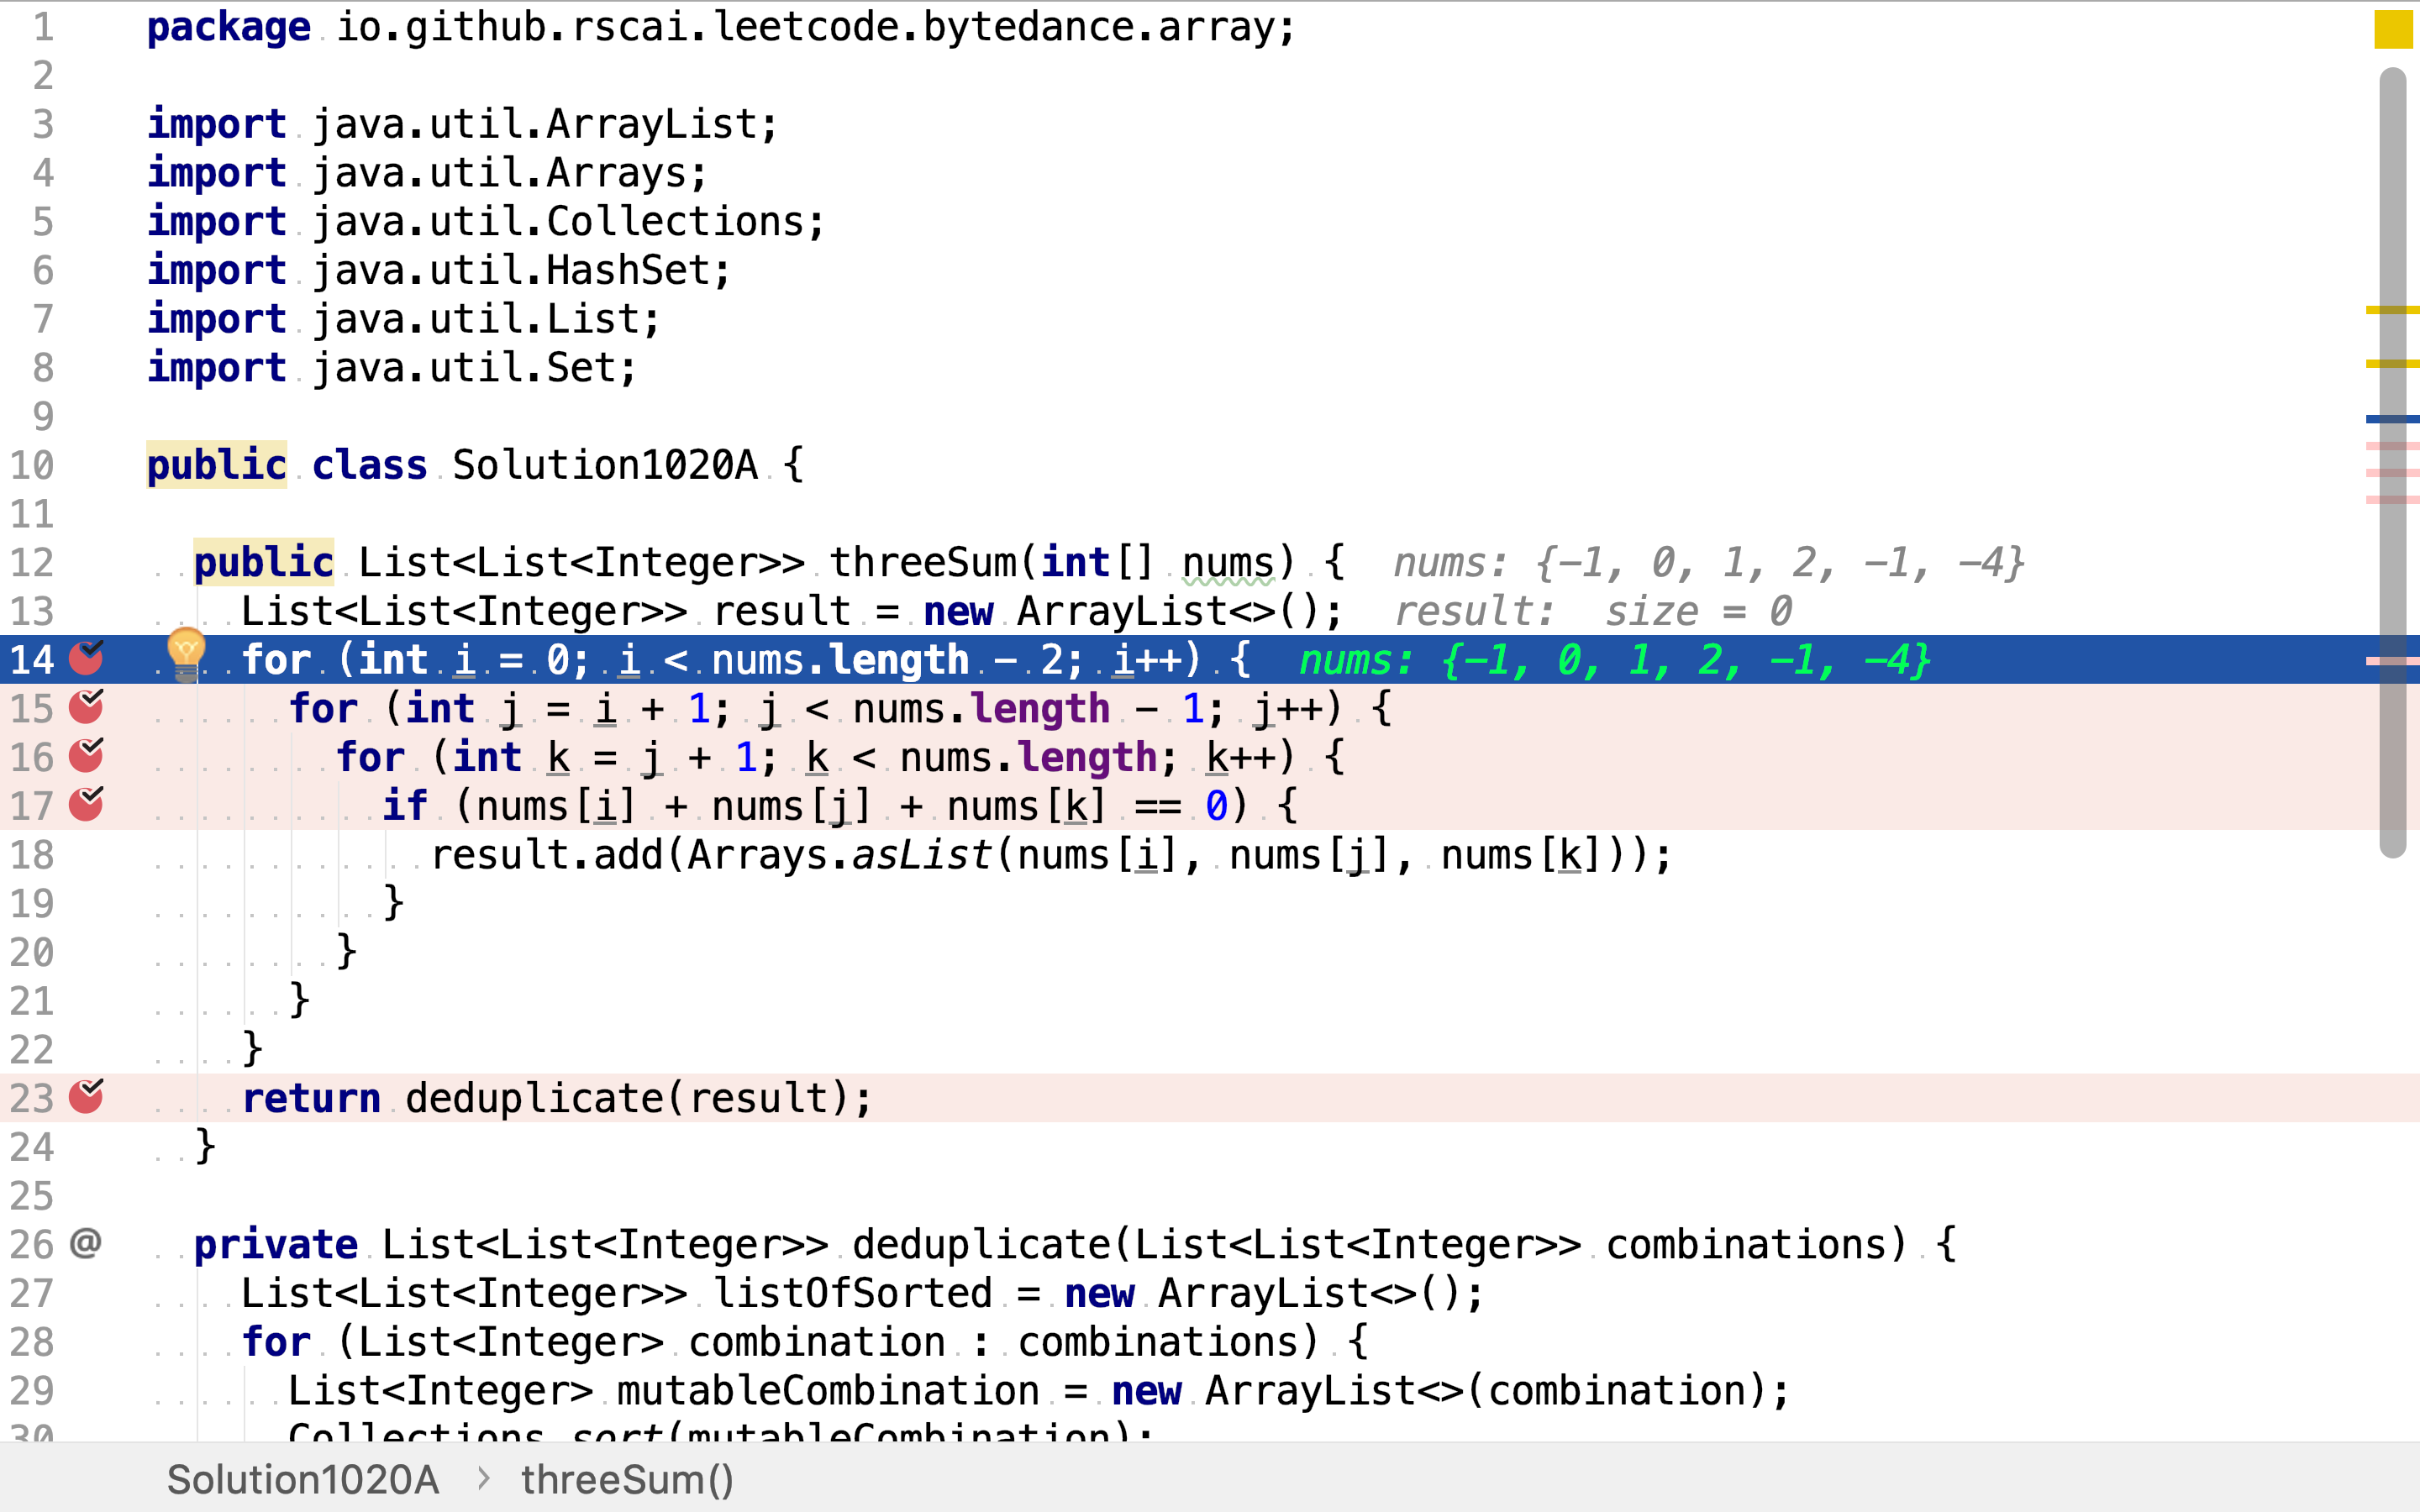 1 package io.github.rscai.leetcode.bytedance.array;
2
3 import java.util.ArrayList;
4 import java.util.Arrays;
5 import java.util.Collections;
6 import java.util.HashSet;
7 import java.util.List;
8 import java.util.Set;
9
10 public class Solution1020A {
11
12 public List<List<Integer>> threeSum(int[] nums) { nums: {-1, 0, 1, 2, -1, -4}
13 List<List<Integer>> result = new ArrayList<>(); result: size = 0
14 for (int i = 0; i < nums.length - 2; i++) { nums: {-1, 0, 1, 2, -1, -4}
15 for (int j = i + 1; j < nums.length - 1; j++) {
16 for (int k = j + 1; k < nums.length; k++) {
17 if (nums[i] + nums[j] + nums[k] == 0) {
18 result.add(Arrays.asList(nums[i], nums[j], nums[k]));
19 }
20 }
21 }
22 }
23 return deduplicate(result);
24 }
25
26 @ private List<List<Integer>> deduplicate(List<List<Integer>> combinations) {
27 List<List<Integer>> listOfSorted = new ArrayList<>();
28 for (List<Integer> combination : combinations) {
29 List<Integer> mutableCombination = new ArrayList<>(combination);
30 Collections.sort(mutableCombination);
Solution1020A > threeSum()